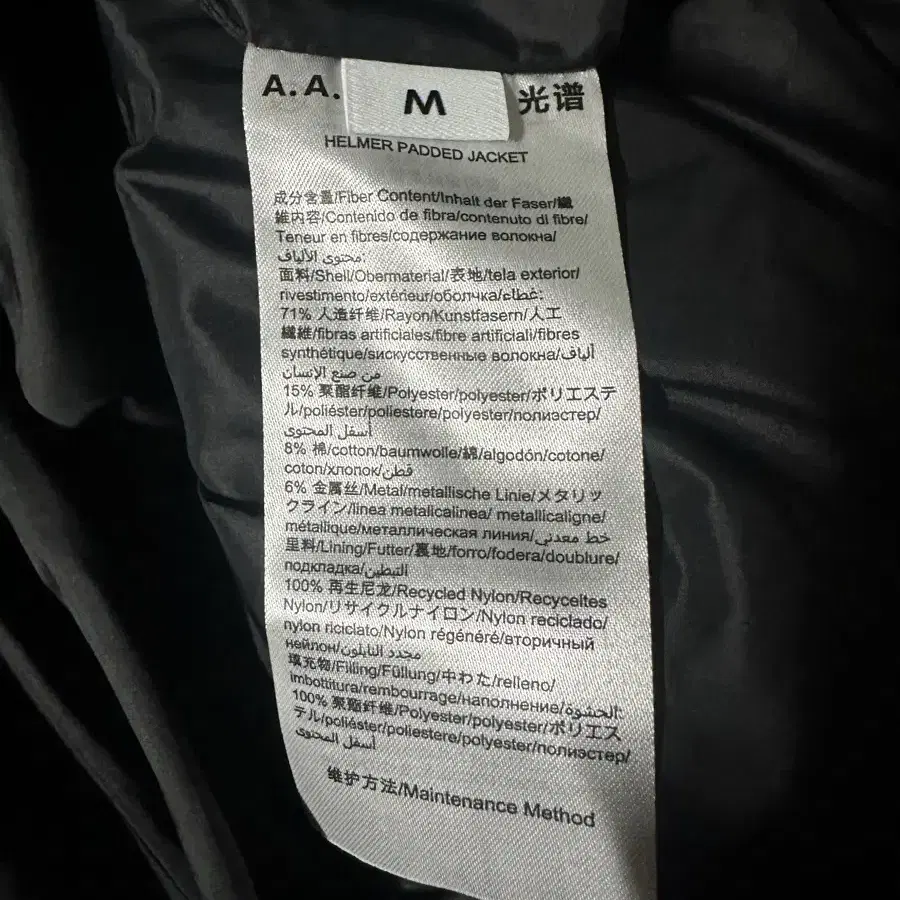 A.A. M 光谱
HELMER PADDED JACKET
成分含量/Fiber Content/Inhalt der Faser/繊
維内容/Contenido de fibra/contenuto di fibre/
Teneur en fibres/содержание волокна/
محتوى الألياف:
面料/Shell/Obermaterial/表地/tela exterior/
rivestimento/extérieur/оболчка/غطاء:
71% 人造纤维/Rayon/Kunstfasern/人工
繊維/fibras artificiales/fibre artificiali/fibres
synthétique/sискусственные волокна/ألياف
من صنع الإنسان
15% 聚酯纤维/Polyester/polyester/ポリエステ
ル/poliéster/poliestere/polyester/полиэстер/
أسفل المحتوى
8% 棉/cotton/baumwolle/綿/algodón/cotone/
coton/хлопок/قطن
6% 金属丝/Metal/metallische Linie/メタリッ
クライン/linea metalicalinea/ metallicaligne/
métallique/металлическая линия/خط معدني
里料/Lining/Futter/裏地/forro/fodera/doublure/
подкладка/التبطين
100% 再生尼龙/Recycled Nylon/Recyceltes
Nylon/リサイクルナイロン/Nylon reciclado/
nylon riciclato/Nylon régénéré/вторичный
нейлон/مجدد النايلون
填充物/Filling/Füllung/中わた/relleno/
imbottitura/rembourrage/наполнение/الحشوة:
100% 聚酯纤维/Polyester/polyester/ポリエス
テル/poliéster/poliestere/polyester/полиэстер/
أسفل المحتوى
维护方法/Maintenance Method